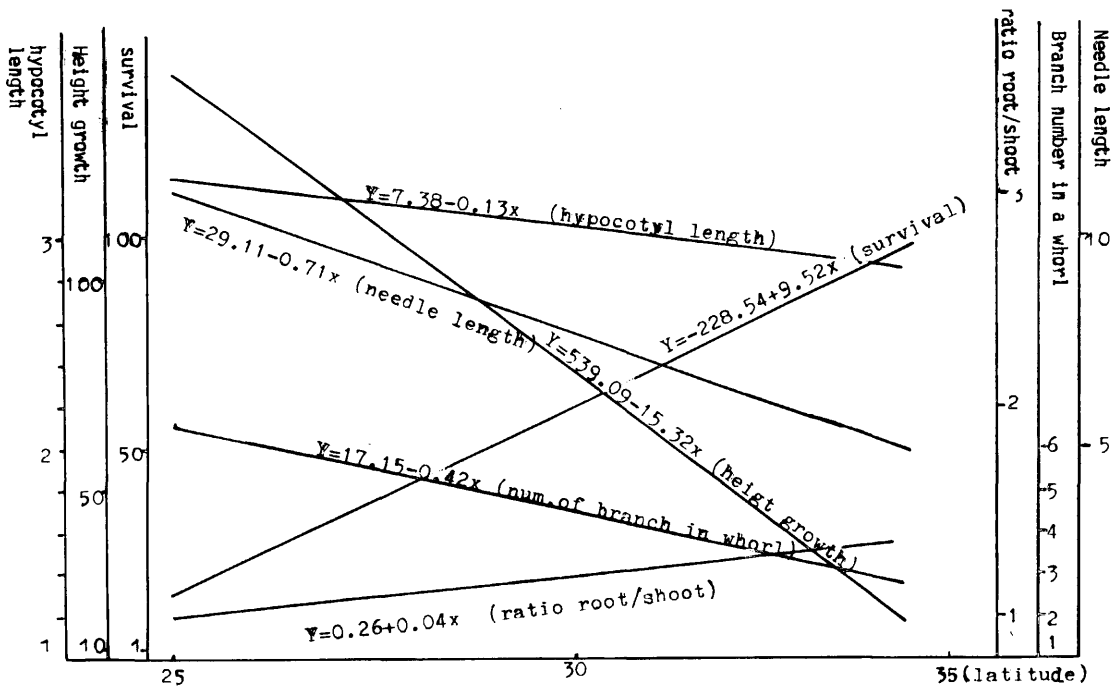 hypocotyl length
Height growth
survival
ratio root/shoot
Branch number in a whorl
Needle length
3
2
1
100
50
10
100
50
1
3
2
1
6
5
4
3
2
1
10
5
Y=7.38-0.13x (hypocotyl length)
Y=29.11-0.71x (needle length)
Y=-228.54+9.52x (survival)
Y=539.09-15.32x (heigt growth)
Y=17.15-0.42x (num.of branch in whorl)
Y=0.26+0.04x (ratio root/shoot)
25
30
35(latitude)